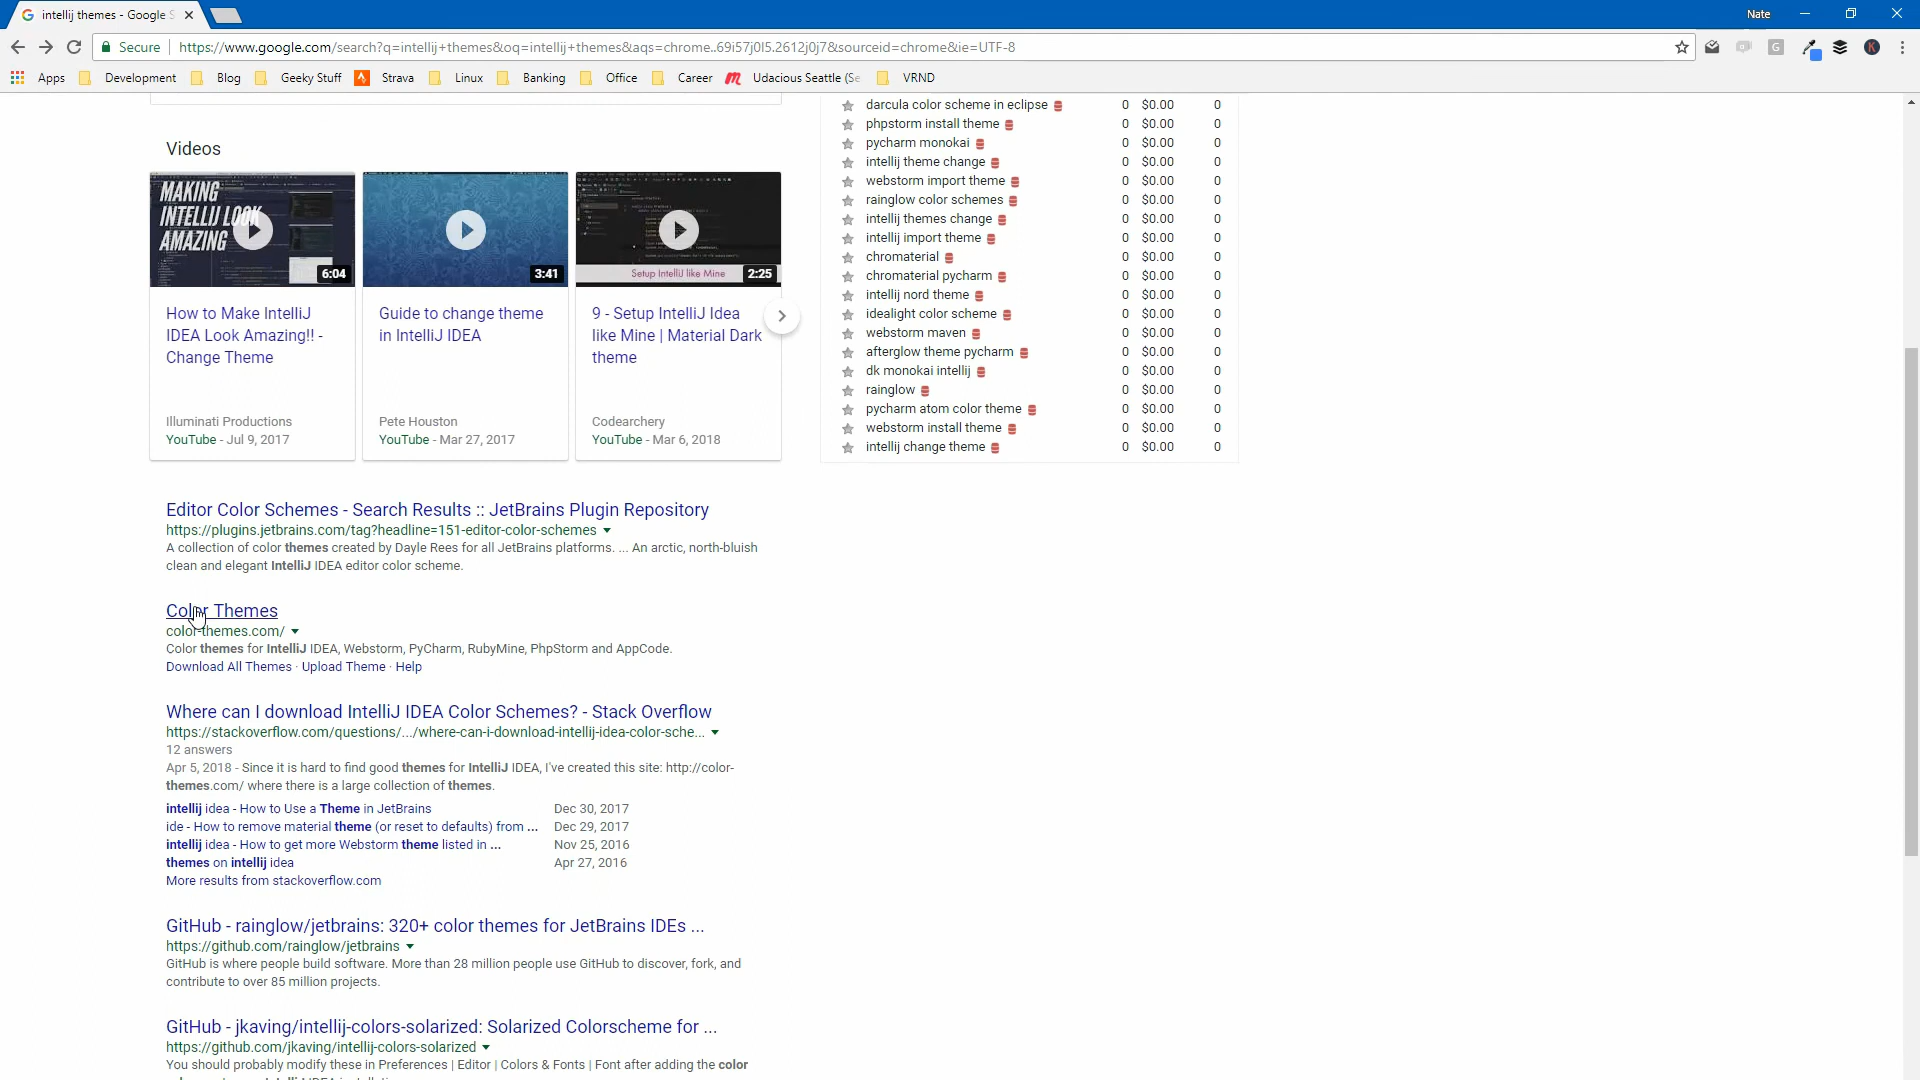 intellij themes - Google S
Nate
Secure
https://www.google.com/search?q=intellij+themes&oq=intellij+themes&aqs=chrome..69i57j0l5.2612j0j7&sourceid=chrome&ie=UTF-8
Apps Development Blog Geeky Stuff Strava Linux Banking Office Career Udacious Seattle (Se VRND
Videos
MAKING
INTELLIJ LOOK
AMAZING
6:04
How to Make IntelliJ
IDEA Look Amazing!! -
Change Theme
Illuminati Productions
YouTube - Jul 9, 2017
3:41
Guide to change theme
in IntelliJ IDEA
Pete Houston
YouTube - Mar 27, 2017
Setup IntelliJ like Mine
2:25
9 - Setup IntelliJ Idea
like Mine | Material Dark
theme
Codearchery
YouTube - Mar 6, 2018
Editor Color Schemes - Search Results :: JetBrains Plugin Repository
https://plugins.jetbrains.com/tag?headline=151-editor-color-schemes
A collection of color themes created by Dayle Rees for all JetBrains platforms. ... An arctic, north-bluish
clean and elegant IntelliJ IDEA editor color scheme.
Color Themes
color-themes.com/
Color themes for IntelliJ IDEA, Webstorm, PyCharm, RubyMine, PhpStorm and AppCode.
Download All Themes · Upload Theme · Help
Where can I download IntelliJ IDEA Color Schemes? - Stack Overflow
https://stackoverflow.com/questions/.../where-can-i-download-intellij-idea-color-sche...
12 answers
Apr 5, 2018 - Since it is hard to find good themes for IntelliJ IDEA, I've created this site: http://color-
themes.com/ where there is a large collection of themes.
intellij idea - How to Use a Theme in JetBrains Dec 30, 2017
ide - How to remove material theme (or reset to defaults) from ... Dec 29, 2017
intellij idea - How to get more Webstorm theme listed in ... Nov 25, 2016
themes on intellij idea Apr 27, 2016
More results from stackoverflow.com
GitHub - rainglow/jetbrains: 320+ color themes for JetBrains IDEs ...
https://github.com/rainglow/jetbrains
GitHub is where people build software. More than 28 million people use GitHub to discover, fork, and
contribute to over 85 million projects.
GitHub - jkaving/intellij-colors-solarized: Solarized Colorscheme for ...
https://github.com/jkaving/intellij-colors-solarized
You should probably modify these in Preferences | Editor | Colors & Fonts | Font after adding the color
darcula color scheme in eclipse 0 $0.00 0
phpstorm install theme 0 $0.00 0
pycharm monokai 0 $0.00 0
intellij theme change 0 $0.00 0
webstorm import theme 0 $0.00 0
rainglow color schemes 0 $0.00 0
intellij themes change 0 $0.00 0
intellij import theme 0 $0.00 0
chromaterial 0 $0.00 0
chromaterial pycharm 0 $0.00 0
intellij nord theme 0 $0.00 0
idealight color scheme 0 $0.00 0
webstorm maven 0 $0.00 0
afterglow theme pycharm 0 $0.00 0
dk monokai intellij 0 $0.00 0
rainglow 0 $0.00 0
pycharm atom color theme 0 $0.00 0
webstorm install theme 0 $0.00 0
intellij change theme 0 $0.00 0